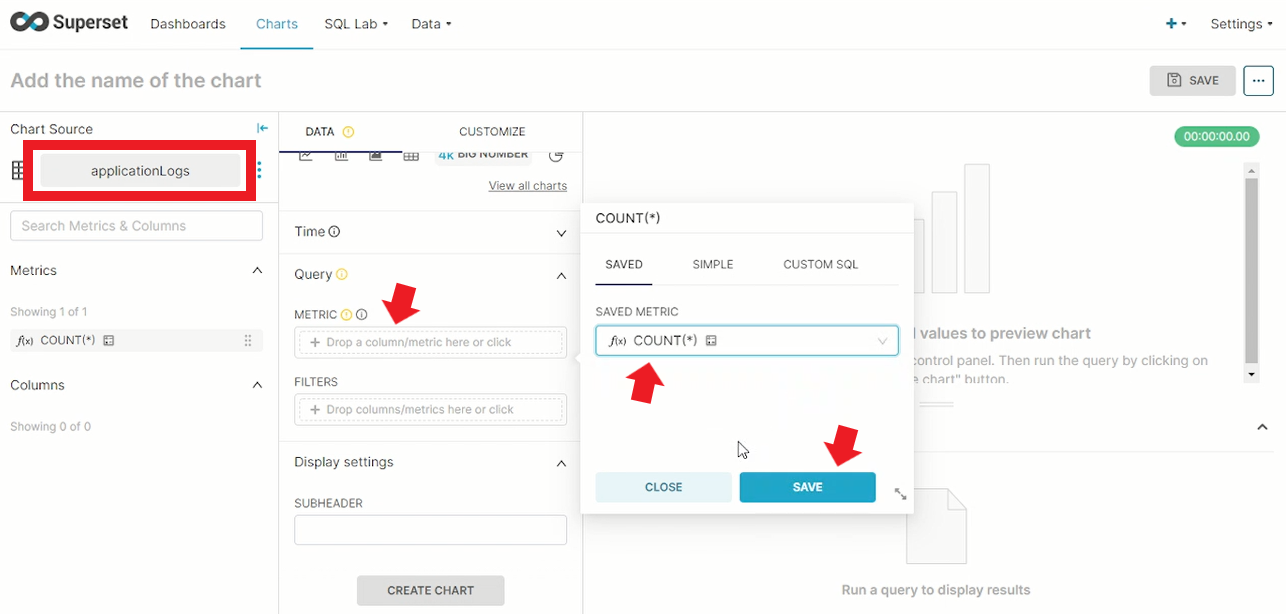 Superset
Dashboards
Charts
SQL Lab
Data
+
Settings
Add the name of the chart
SAVE
...
Chart Source
applicationLogs
Search Metrics & Columns
Metrics
Showing 1 of 1
f(x) COUNT(*)
Columns
Showing 0 of 0
DATA
CUSTOMIZE
4K BIG NUMBER
View all charts
Time
Query
METRIC
+ Drop a column/metric here or click
FILTERS
+ Drop columns/metrics here or click
Display settings
SUBHEADER
CREATE CHART
COUNT(*)
SAVED
SIMPLE
CUSTOM SQL
SAVED METRIC
f(x) COUNT(*)
CLOSE
SAVE
00:00:00.00
values to preview chart
control panel. Then run the query by clicking on
chart" button.
Run a query to display results